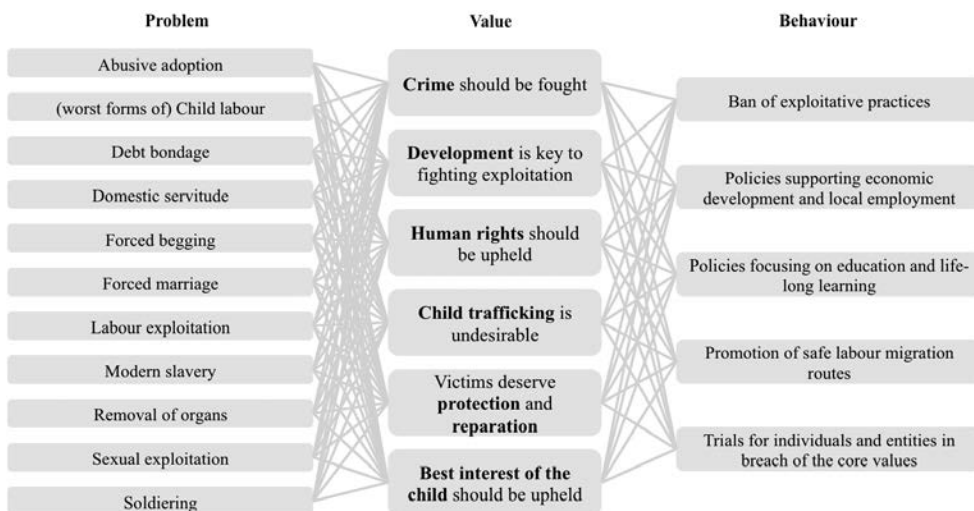 Problem
Abusive adoption
(worst forms of) Child labour
Debt bondage
Domestic servitude
Forced begging
Forced marriage
Labour exploitation
Modern slavery
Removal of organs
Sexual exploitation
Soldiering
Value
Crime should be fought
Development is key to
fighting exploitation
Human rights should
be upheld
Child trafficking is
undesirable
Victims deserve
protection and
reparation
Best interest of the
child should be upheld
Behaviour
Ban of exploitative practices
Policies supporting economic
development and local employment
Policies focusing on education and life-
long learning
Promotion of safe labour migration
routes
Trials for individuals and entities in
breach of the core values